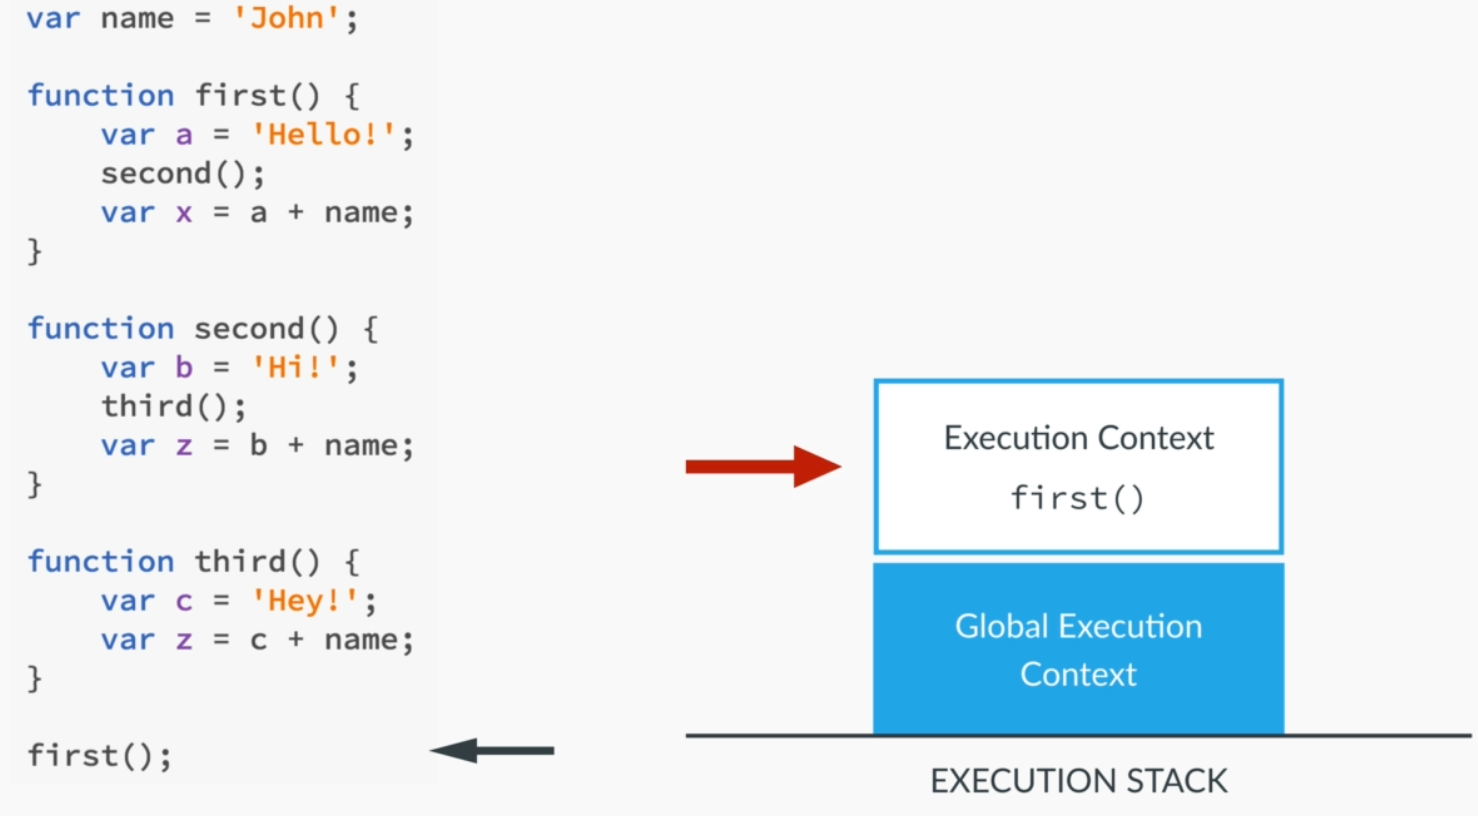 var name = 'John';
function first() {
    var a = 'Hello!';
    second();
    var x = a + name;
}
function second() {
    var b = 'Hi!';
    third();
    var z = b + name;
}
function third() {
    var c = 'Hey!';
    var z = c + name;
}
first();
Execution Context
first()
Global Execution
Context
EXECUTION STACK